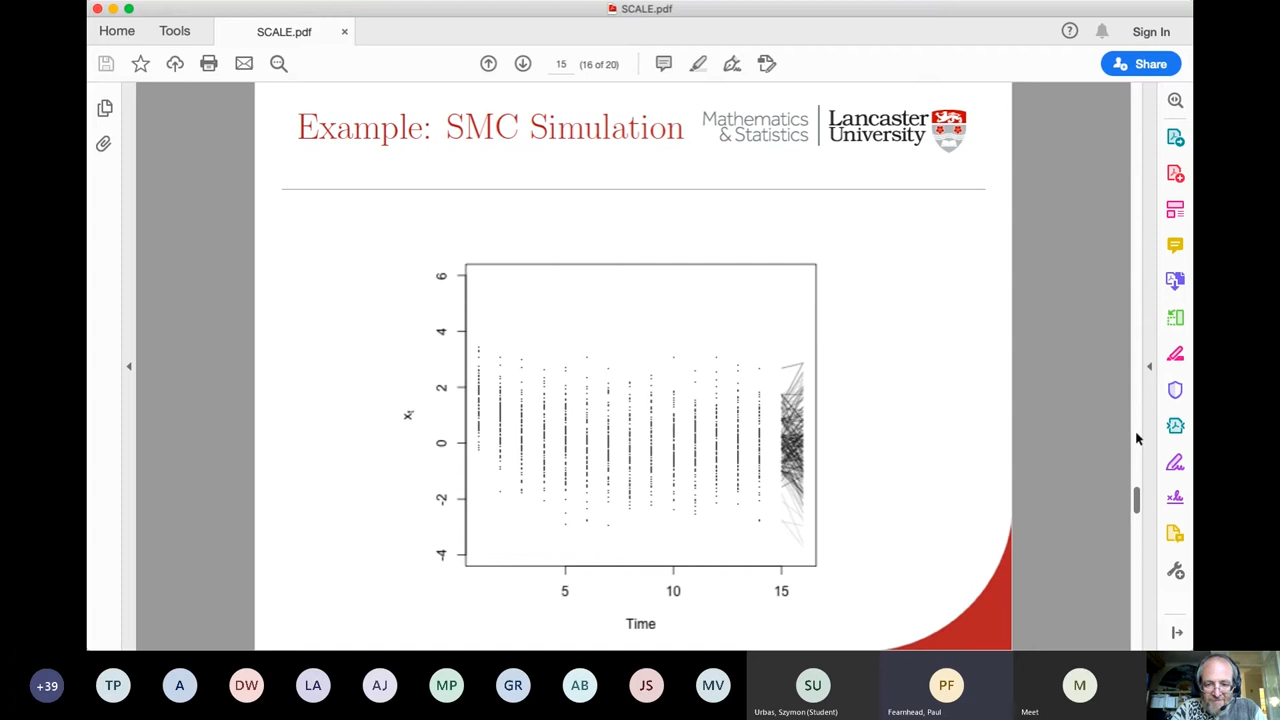 SCALE.pdf
Home Tools SCALE.pdf × Sign In
15 (16 of 20) Share
Example: SMC Simulation
Mathematics & Statistics
Lancaster University
6
4
2
0
-2
-4
xt
5 10 15
Time
+39 TP A DW LA AJ MP GR AB JS MV SU PF M
Urbas, Szymon (Student) Fearnhead, Paul Meet